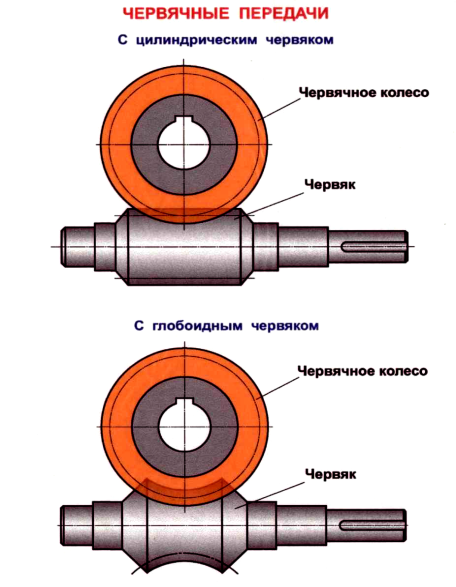 ЧЕРВЯЧНЫЕ ПЕРЕДАЧИ
С цилиндрическим червяком
Червячное колесо
Червяк
С глобоидным червяком
Червячное колесо
Червяк